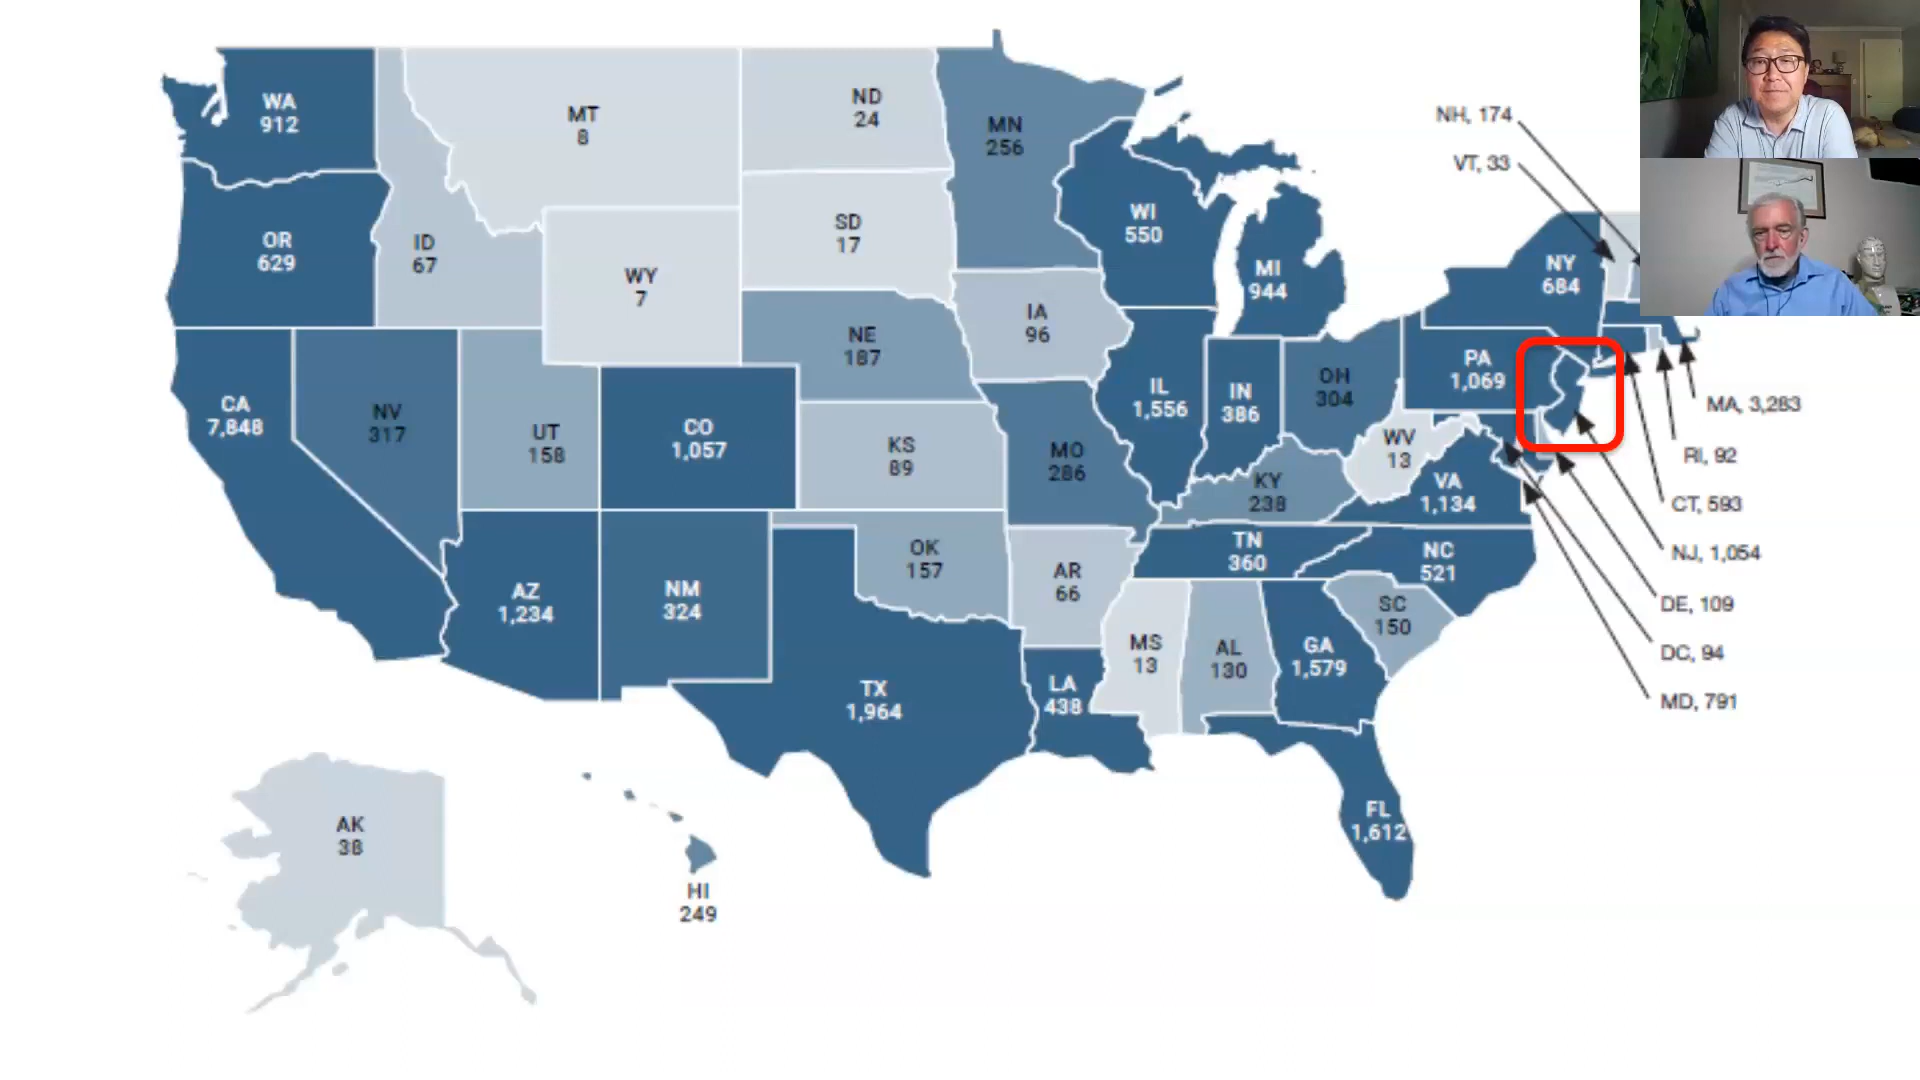 WA
912
MT
8
ND
24
MN
256
NH, 174
VT, 33
OR
629
ID
67
WY
7
SD
17
WI
550
MI
944
NY
684
NE
187
IA
96
PA
1,069
CA
7,848
NV
317
UT
158
CO
1,057
KS
89
MO
286
IL
1,556
IN
386
OH
304
WV
13
KY
238
VA
1,134
MA, 3,283
RI, 92
CT, 593
NJ, 1,054
DE, 109
DC, 94
MD, 791
AZ
1,234
NM
324
OK
157
AR
66
TN
360
NC
521
SC
150
MS
13
AL
130
GA
1,579
TX
1,964
LA
438
FL
1,612
AK
38
HI
249